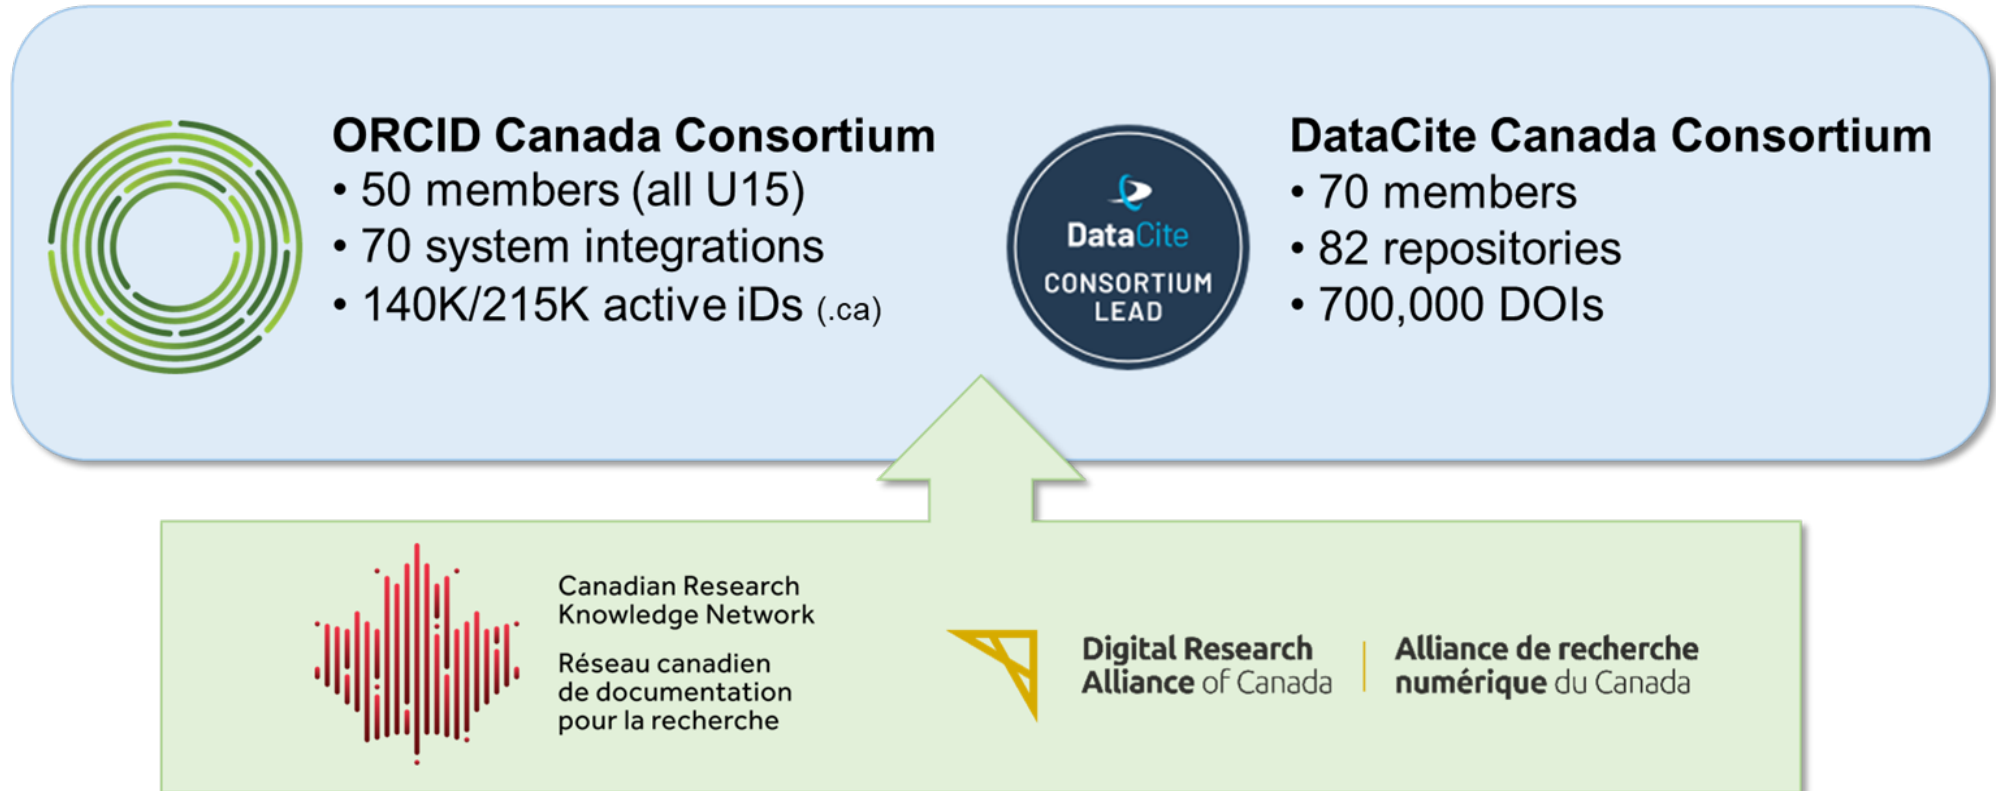 ORCID Canada Consortium
• 50 members (all U15)
• 70 system integrations
• 140K/215K active iDs (.ca)
DataCite
CONSORTIUM
LEAD
DataCite Canada Consortium
• 70 members
• 82 repositories
• 700,000 DOIs
Canadian Research
Knowledge Network
Réseau canadien
de documentation
pour la recherche
Digital Research
Alliance of Canada
Alliance de recherche
numérique du Canada